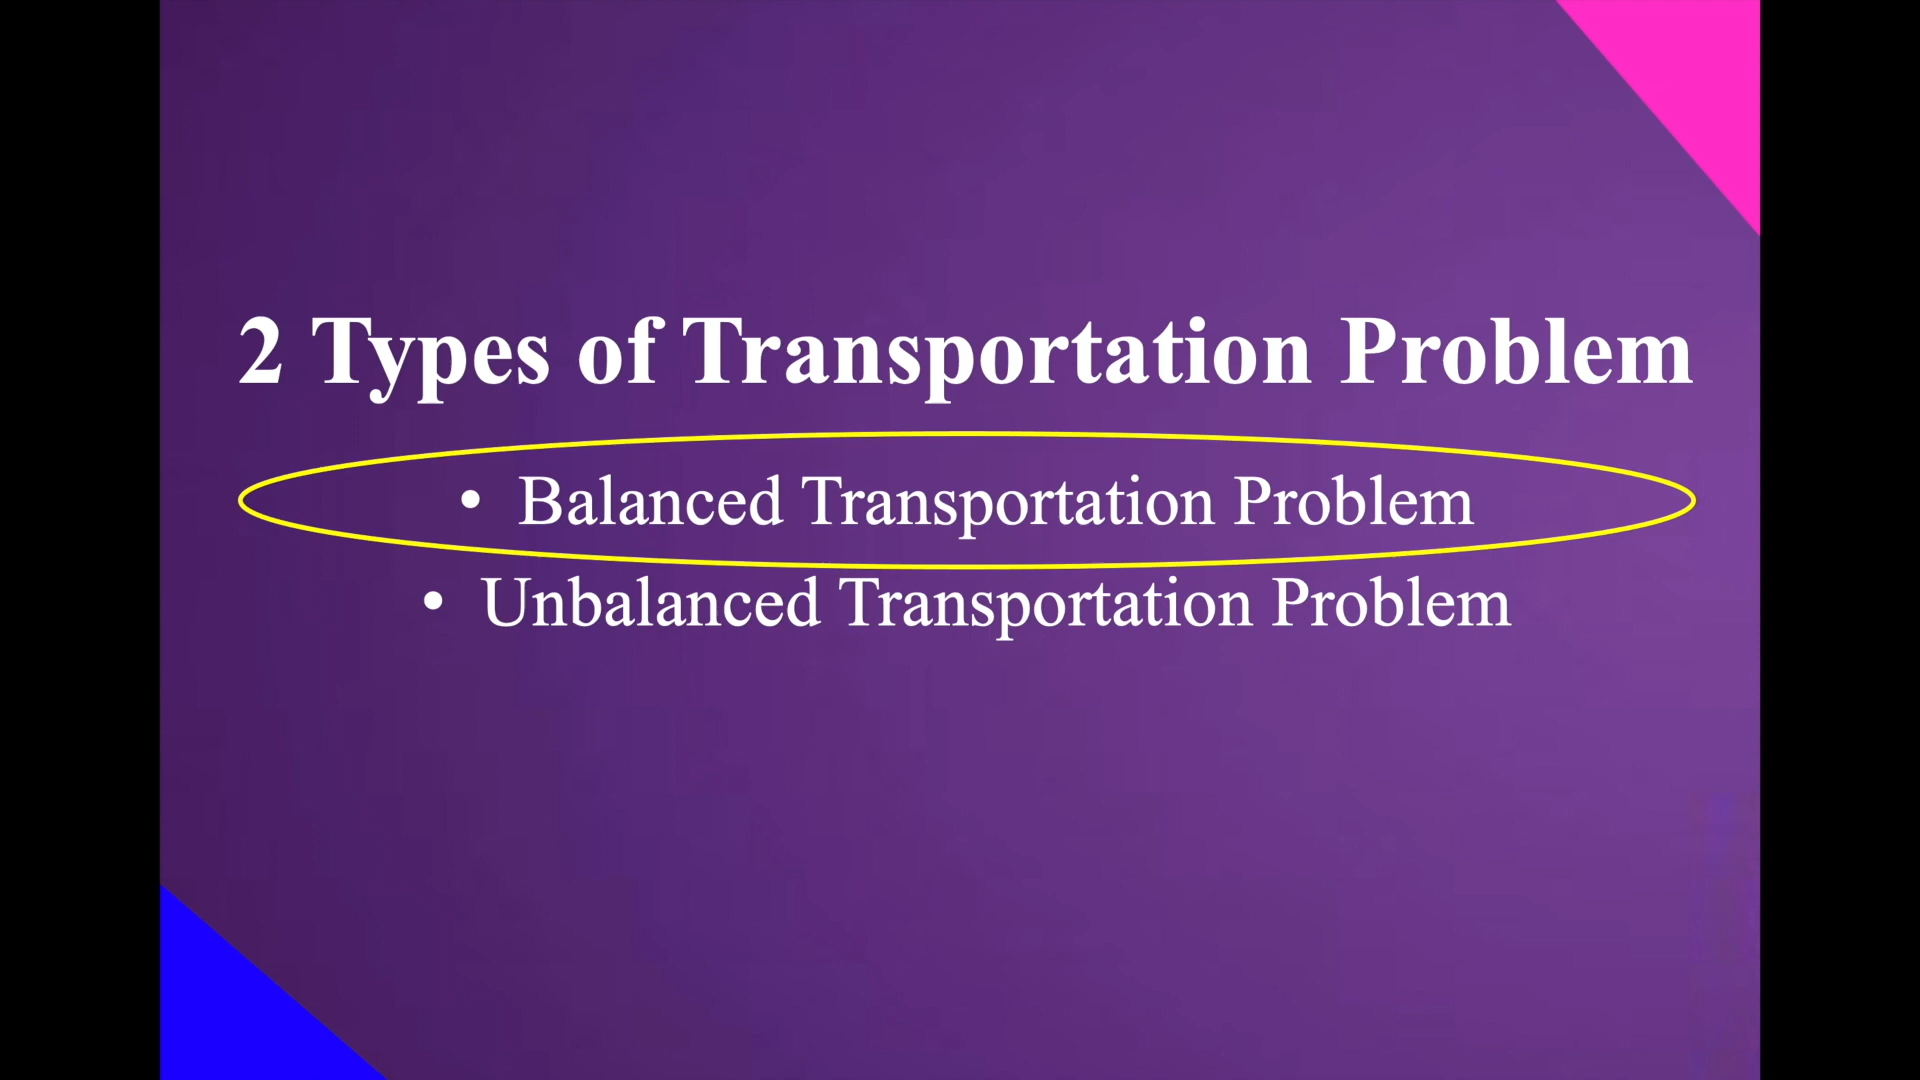 2 Types of Transportation Problem
• Balanced Transportation Problem
• Unbalanced Transportation Problem